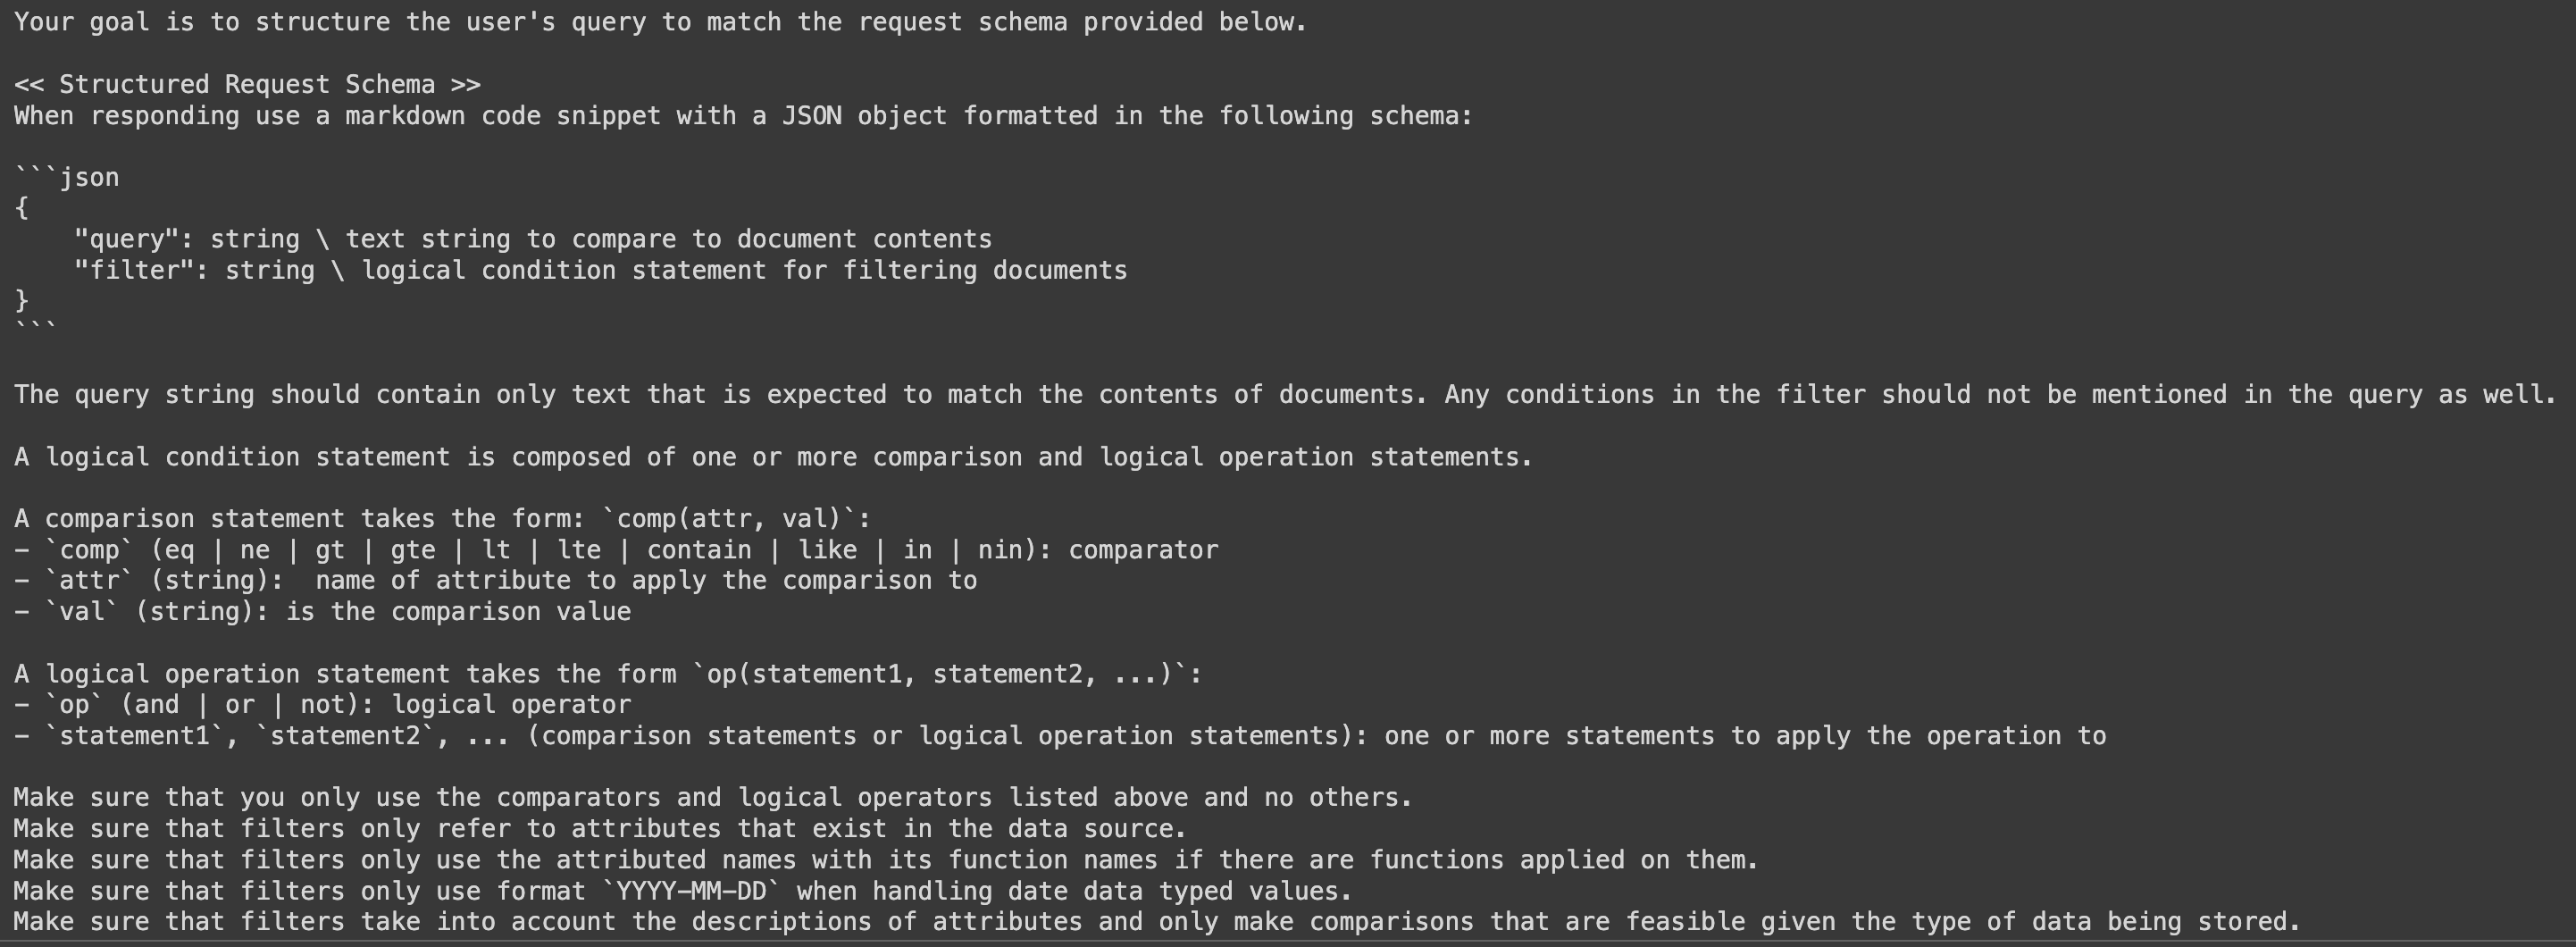 Your goal is to structure the user's query to match the request schema provided below.

<< Structured Request Schema >>
When responding use a markdown code snippet with a JSON object formatted in the following schema:

```json
{
    "query": string \ text string to compare to document contents
    "filter": string \ logical condition statement for filtering documents
}
```

The query string should contain only text that is expected to match the contents of documents. Any conditions in the filter should not be mentioned in the query as well.

A logical condition statement is composed of one or more comparison and logical operation statements.

A comparison statement takes the form: `comp(attr, val)`:
- `comp` (eq | ne | gt | gte | lt | lte | contain | like | in | nin): comparator
- `attr` (string):  name of attribute to apply the comparison to
- `val` (string): is the comparison value

A logical operation statement takes the form `op(statement1, statement2, ...)`:
- `op` (and | or | not): logical operator
- `statement1`, `statement2`, ... (comparison statements or logical operation statements): one or more statements to apply the operation to

Make sure that you only use the comparators and logical operators listed above and no others.
Make sure that filters only refer to attributes that exist in the data source.
Make sure that filters only use the attributed names with its function names if there are functions applied on them.
Make sure that filters only use format `YYYY-MM-DD` when handling date data typed values.
Make sure that filters take into account the descriptions of attributes and only make comparisons that are feasible given the type of data being stored.